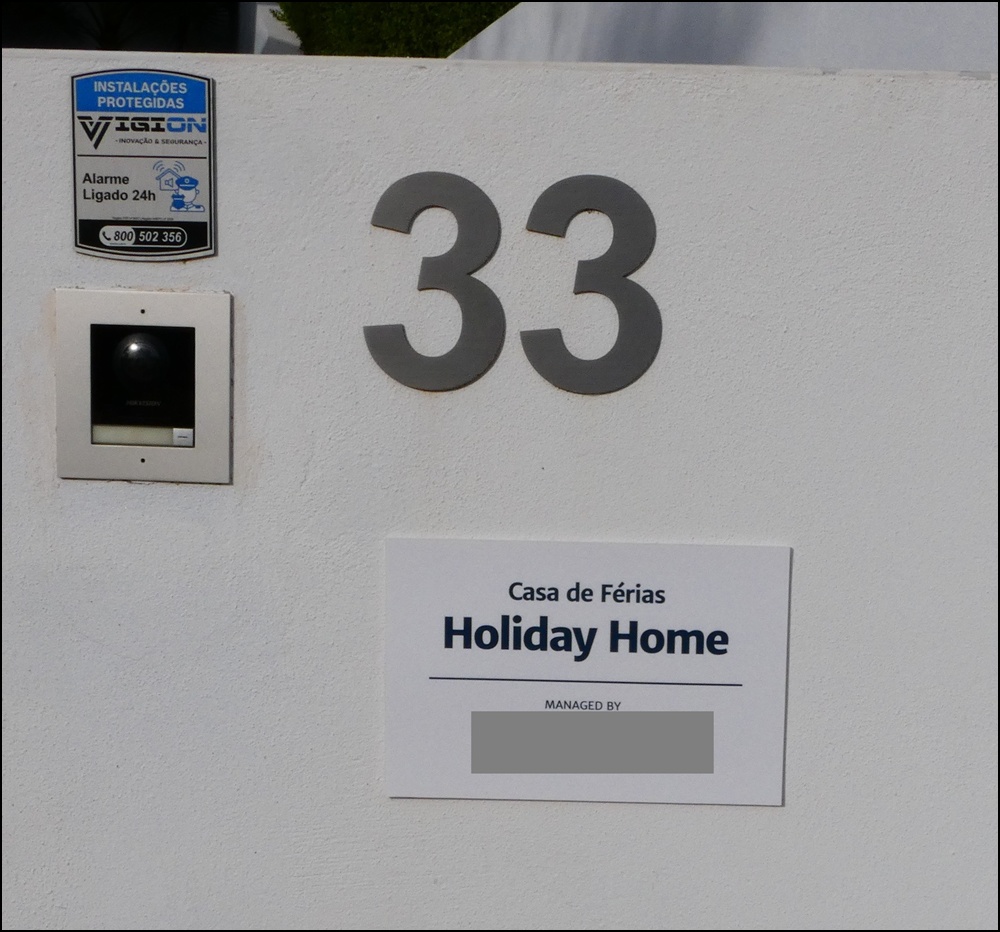 INSTALAÇÕES
PROTEGIDAS
VIGION
- INOVAÇÃO & SEGURANÇA -
Alarme
Ligado 24h
800 502 356
33
HIKVISION
Casa de Férias
Holiday Home
MANAGED BY